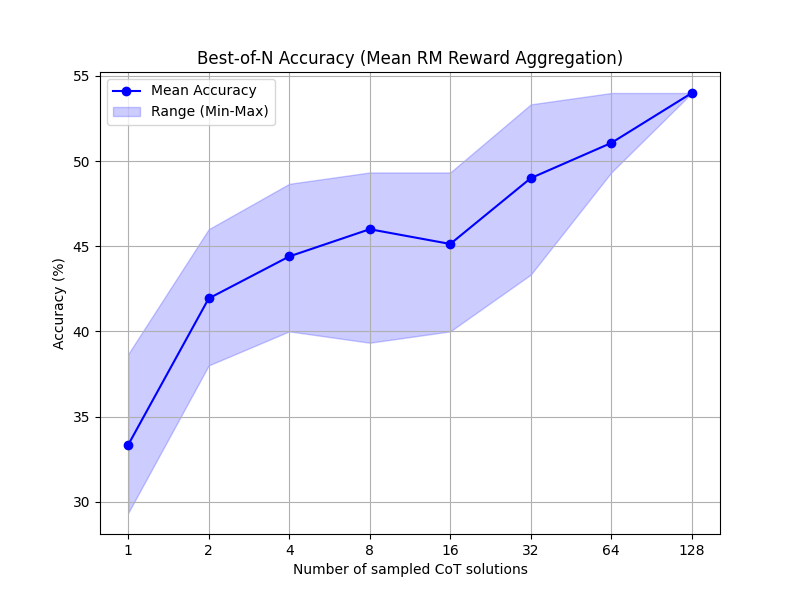 Best-of-N Accuracy (Mean RM Reward Aggregation)
Mean Accuracy
Range (Min-Max)
55
50
45
40
35
30
Accuracy (%)
1 2 4 8 16 32 64 128
Number of sampled CoT solutions